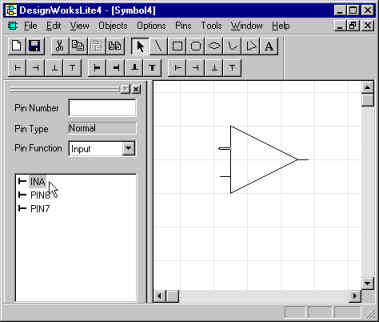 DesignWorksLite4 - [Symbol4]
File Edit View Objects Options Pins Tools Window Help
A
Pin Number
Pin Type Normal
Pin Function Input
INA
PIN6
PIN7